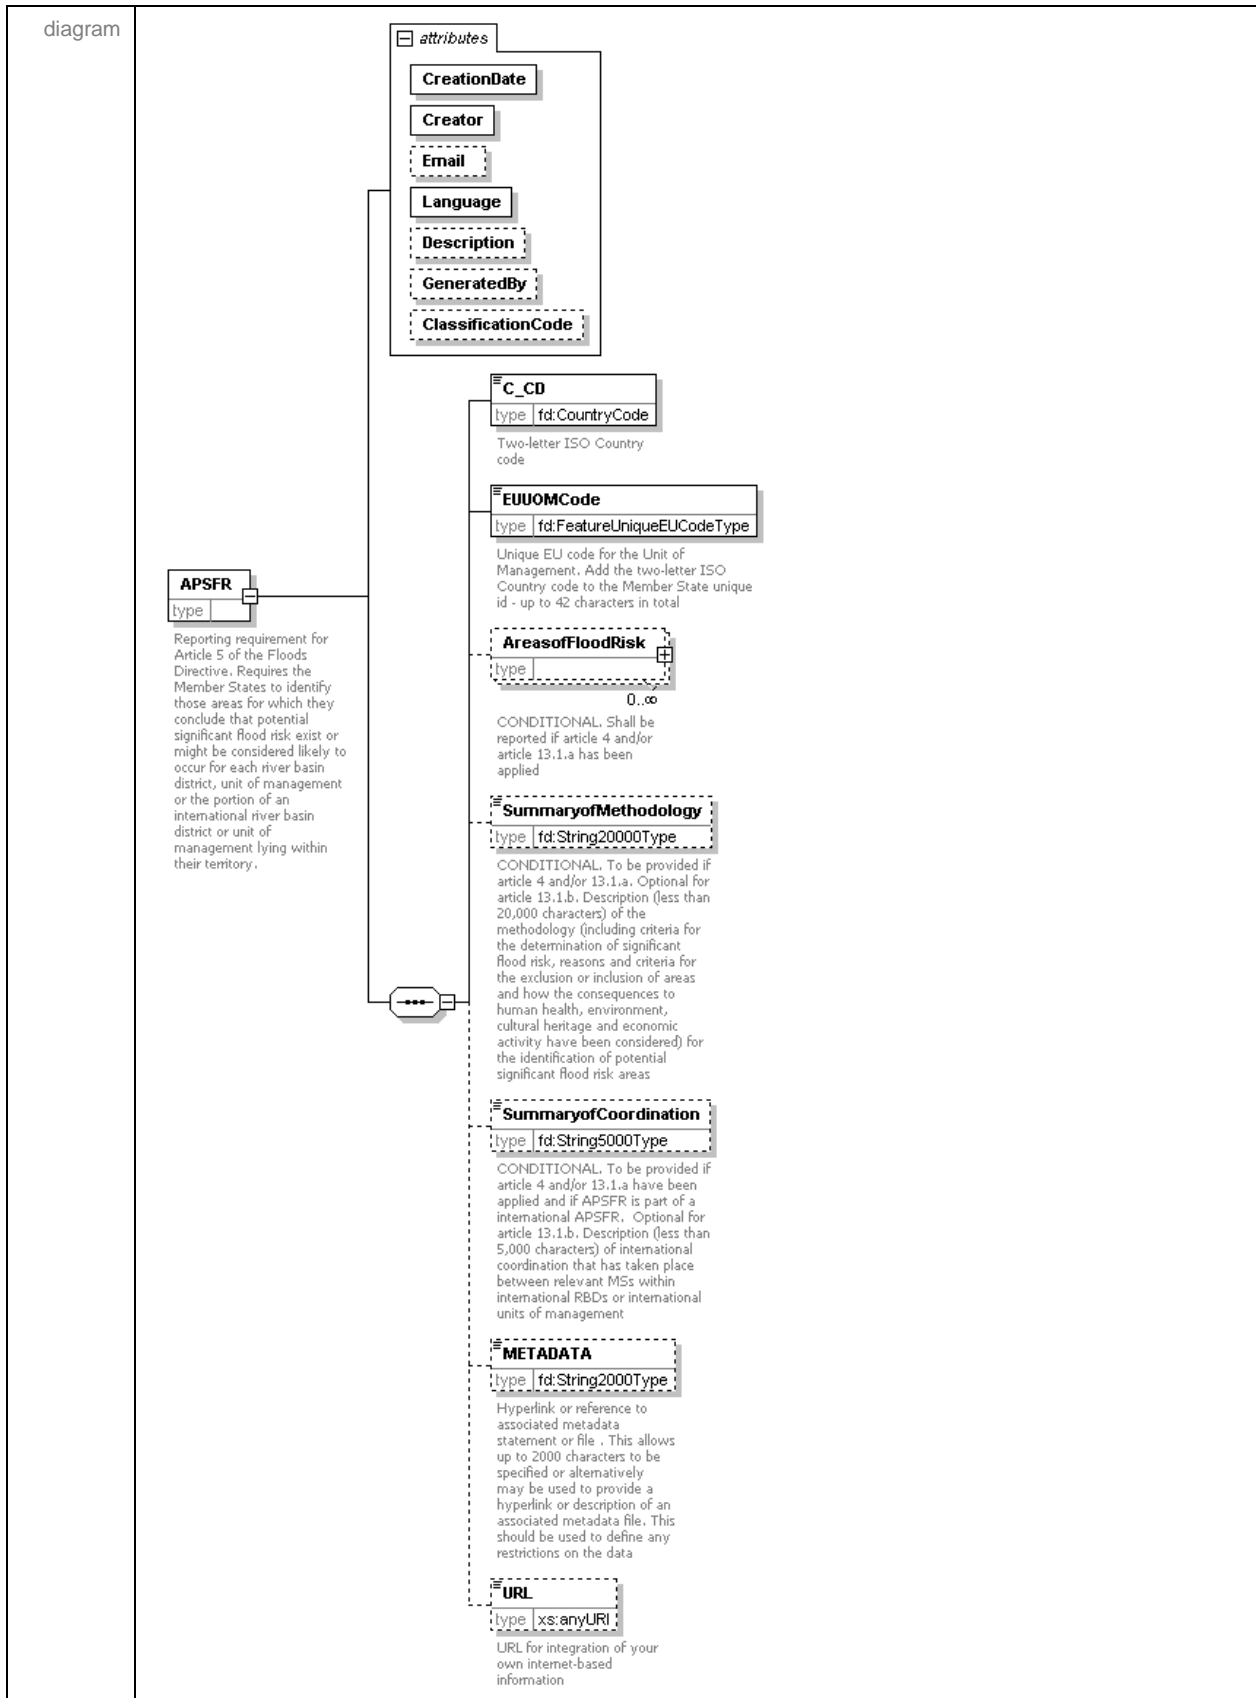 diagram
attributes
CreationDate
Creator
Email
Language
Description
GeneratedBy
ClassificationCode
C_CD
type fd:CountryCode
Two-letter ISO Country
code
EUUOMCode
type fd:FeatureUniqueEUCodeType
Unique EU code for the Unit of
Management. Add the two-letter ISO
Country code to the Member State unique
id - up to 42 characters in total
APSFR
type
Reporting requirement for
Article 5 of the Floods
Directive. Requires the
Member States to identify
those areas for which they
conclude that potential
significant flood risk exist or
might be considered likely to
occur for each river basin
district, unit of management
or the portion of an
international river basin
district or unit of
management lying within
their territory.
AreasofFloodRisk
type
0..∞
CONDITIONAL. Shall be
reported if article 4 and/or
article 13.1.a has been
applied
SummaryofMethodology
type fd:String20000Type
CONDITIONAL. To be provided if
article 4 and/or 13.1.a. Optional for
article 13.1.b. Description (less than
20,000 characters) of the
methodology (including criteria for
the determination of significant
flood risk, reasons and criteria for
the exclusion or inclusion of areas
and how the consequences to
human health, environment,
cultural heritage and economic
activity have been considered) for
the identification of potential
significant flood risk areas
SummaryofCoordination
type fd:String5000Type
CONDITIONAL. To be provided if
article 4 and/or 13.1.a have been
applied and if APSFR is part of a
international APSFR.  Optional for
article 13.1.b. Description (less than
5,000 characters) of international
coordination that has taken place
between relevant MSs within
international RBDs or international
units of management
METADATA
type fd:String2000Type
Hyperlink or reference to
associated metadata
statement or file . This allows
up to 2000 characters to be
specified or alternatively
may be used to provide a
hyperlink or description of an
associated metadata file. This
should be used to define any
restrictions on the data
URL
type xs:anyURI
URL for integration of your
own internet-based
information